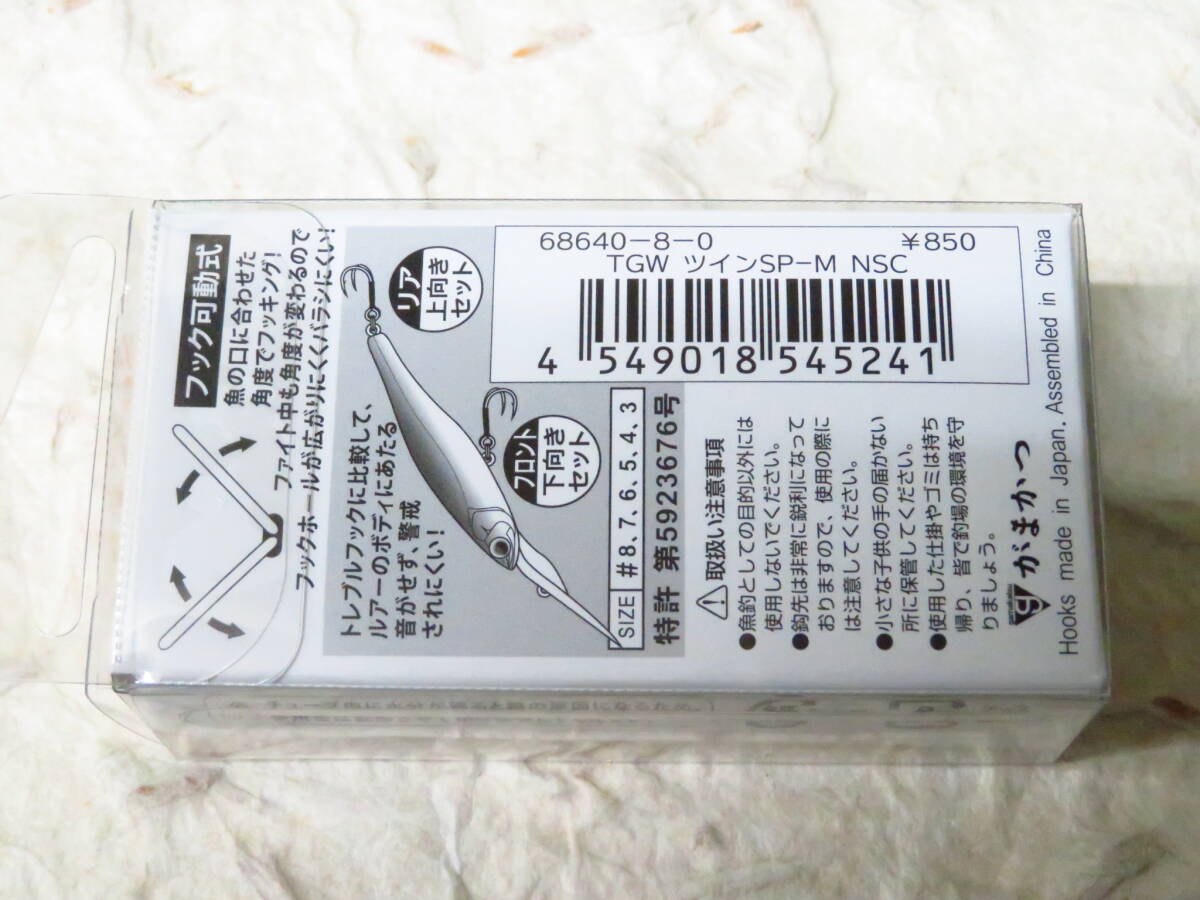 フック可動式
魚の口に合わせた
角度でフッキング!
ファイト中も角度が変わるので
フックホールが広がりにくくバラシにくい!
リア
上向き
セット
トレブルフックに比較して、
ルアーのボディにあたる
音がせず、警戒
されにくい!
フロント
下向き
セット
SIZE #8, 7, 6, 5, 4, 3
特許 第5923676号
68640-8-0 ¥850
TGW ツインSP-M NSC
4 549018 545241
取扱い注意事項
●魚釣としての目的以外には
使用しないでください。
●鈎先は非常に鋭利になって
おりますので、使用の際に
は注意してください。
●小さな子供の手の届かない
所に保管してください。
●使用した仕掛やゴミは持ち
帰り、皆で釣場の環境を守
りましょう。
がまかつ
Hooks made in Japan. Assembled in China